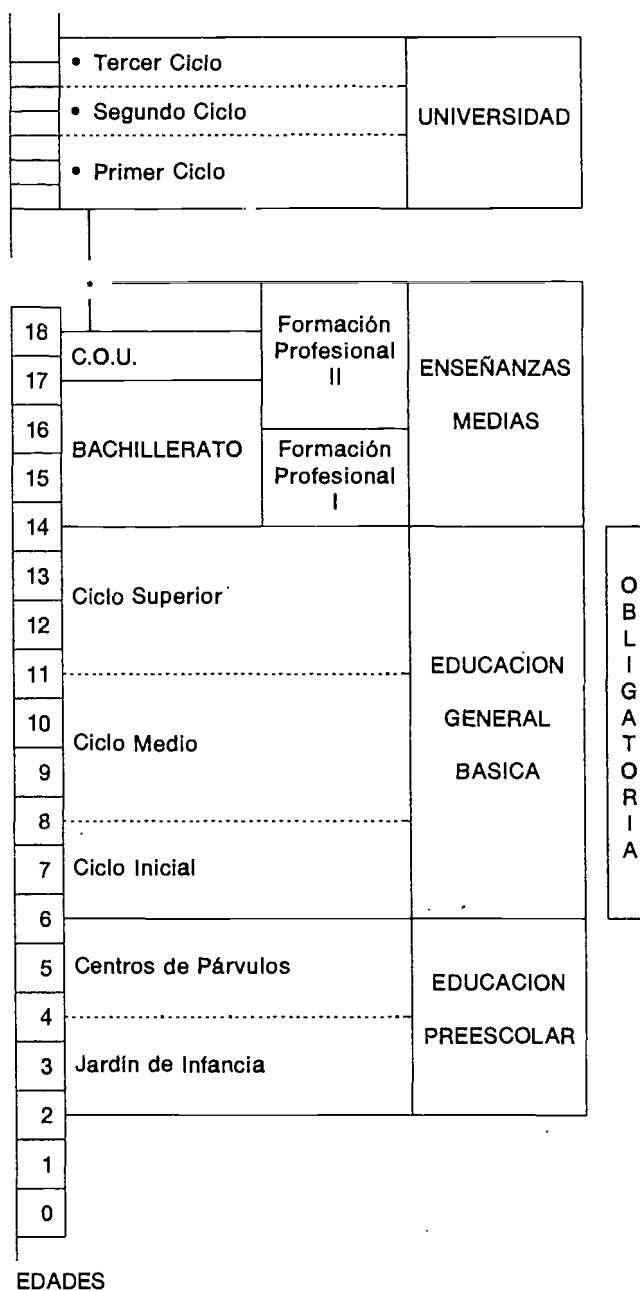 • Tercer Ciclo
• Segundo Ciclo
• Primer Ciclo
UNIVERSIDAD
18
17
16
15
14
13
12
11
10
9
8
7
6
5
4
3
2
1
0
EDADES
C.O.U.
BACHILLERATO
Formación
Profesional
II
Formación
Profesional
I
ENSEÑANZAS
MEDIAS
Ciclo Superior
Ciclo Medio
Ciclo Inicial
EDUCACION
GENERAL
BASICA
OBLIGATORIA
Centros de Párvulos
Jardín de Infancia
EDUCACION
PREESCOLAR